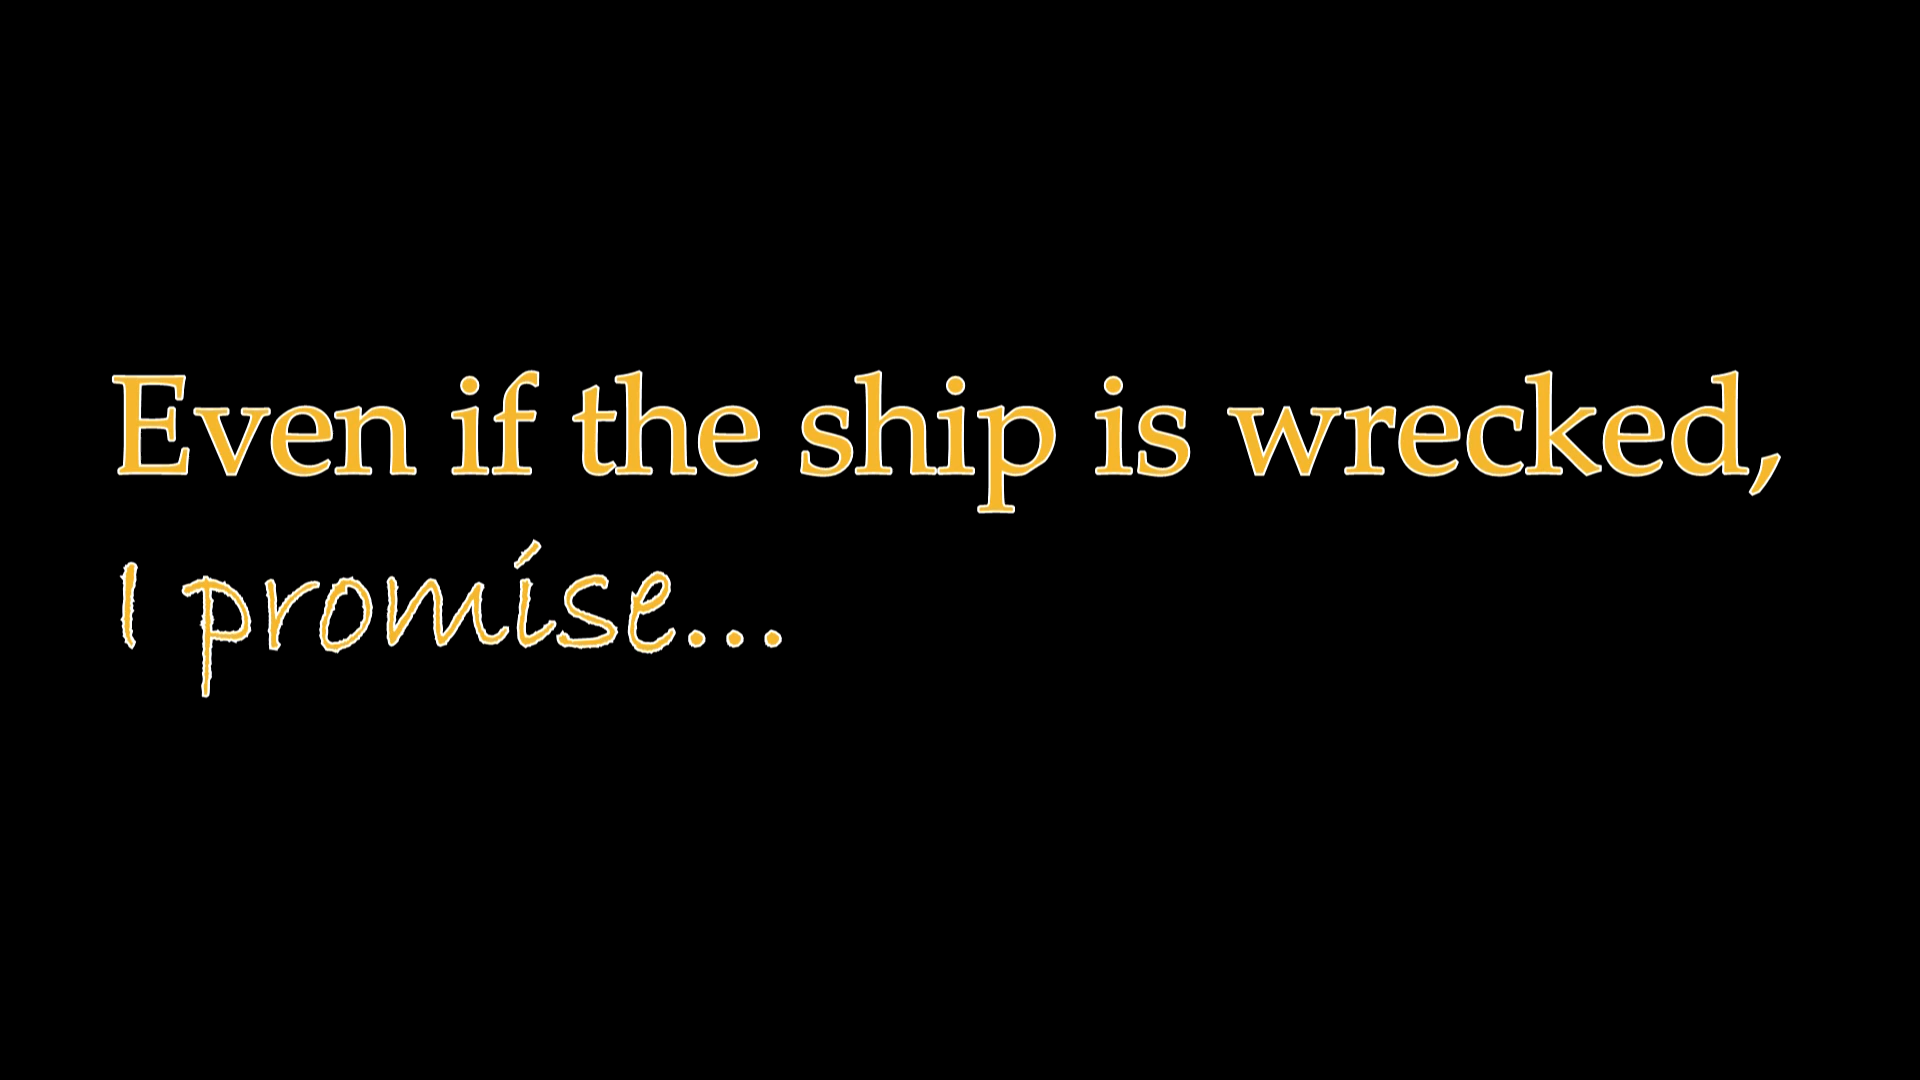 Even if the ship is wrecked,
I promise...